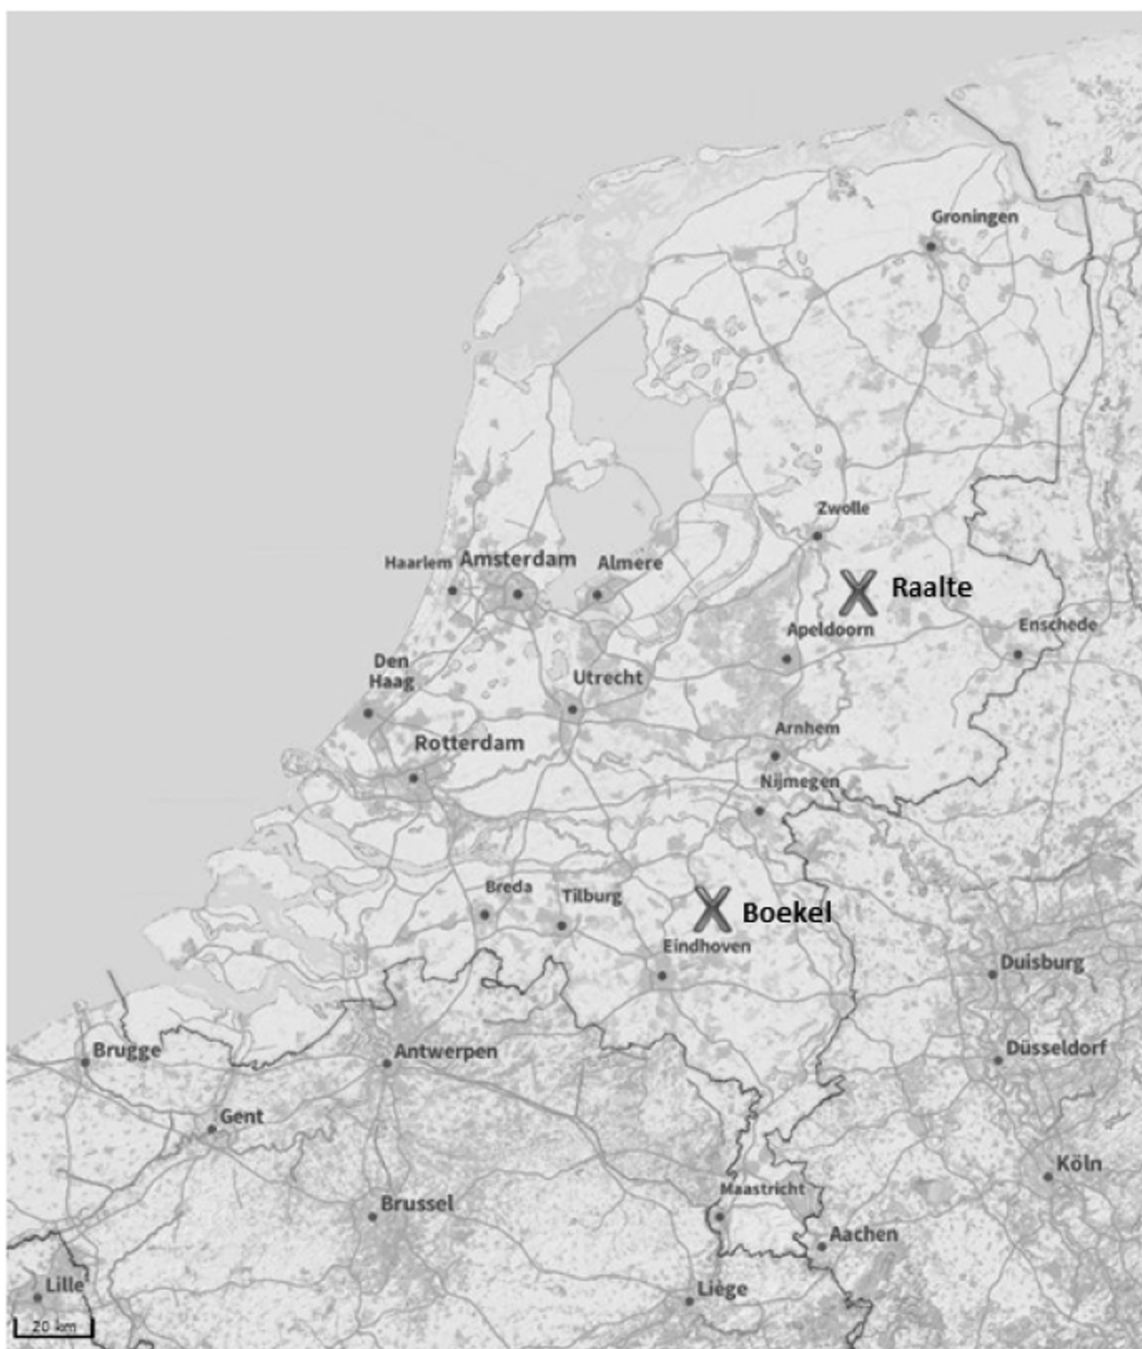 Groningen
Zwolle
Haarlem
Amsterdam
Almere
Raalte
Apeldoorn
Enschede
Den
Haag
Utrecht
Arnhem
Rotterdam
Nijmegen
Breda
Tilburg
Boekel
Eindhoven
Duisburg
Brugge
Antwerpen
Düsseldorf
Gent
Köln
Maastricht
Brussel
Aachen
Lille
Liège
20 km